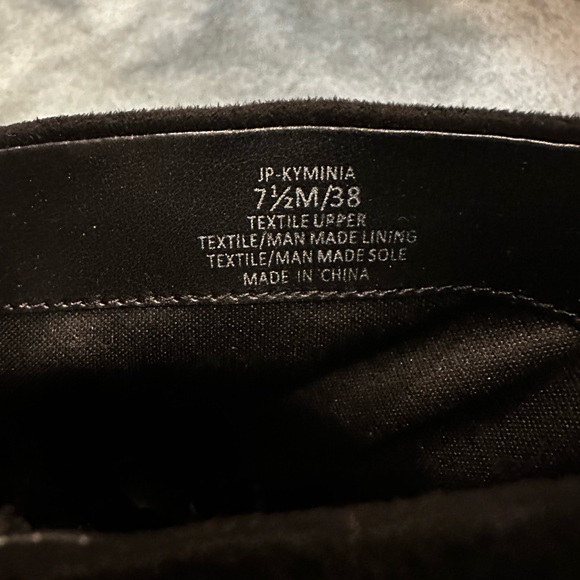 JP-KYMINIA
7½M/38
TEXTILE UPPER
TEXTILE/MAN MADE LINING
TEXTILE/MAN MADE SOLE
MADE IN CHINA